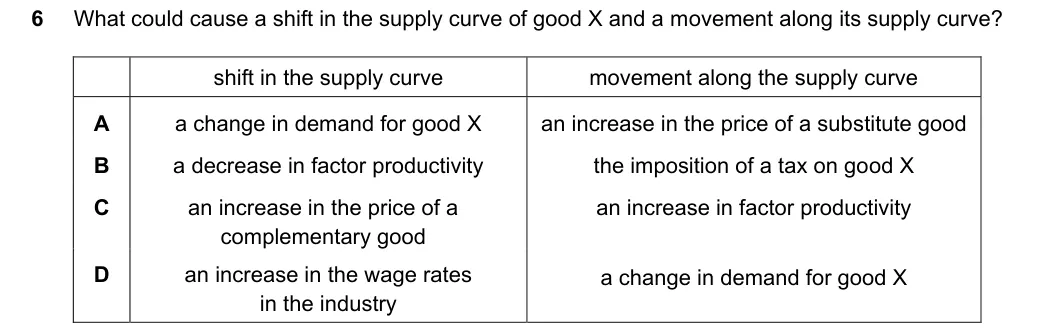 6 What could cause a shift in the supply curve of good X and a movement along its supply curve?
shift in the supply curve movement along the supply curve
A a change in demand for good X an increase in the price of a substitute good
B a decrease in factor productivity the imposition of a tax on good X
C an increase in the price of a complementary good an increase in factor productivity
D an increase in the wage rates in the industry a change in demand for good X